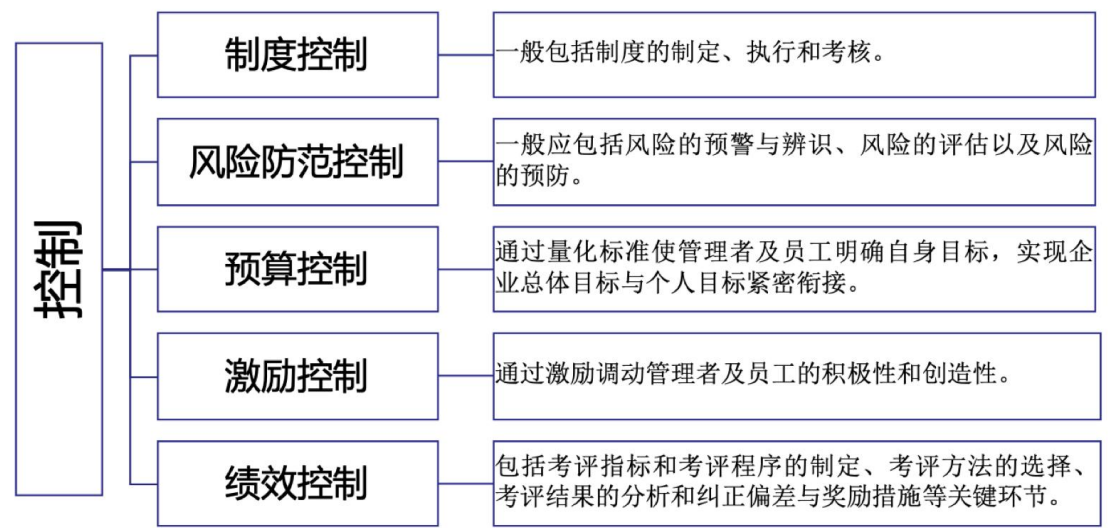 控制
制度控制
一般包括制度的制定、执行和考核。
风险防范控制
一般应包括风险的预警与辨识、风险的评估以及风险
的预防。
预算控制
通过量化标准使管理者及员工明确自身目标，实现企
业总体目标与个人目标紧密衔接。
激励控制
通过激励调动管理者及员工的积极性和创造性。
绩效控制
包括考评指标和考评程序的制定、考评方法的选择、
考评结果的分析和纠正偏差与奖励措施等关键环节。